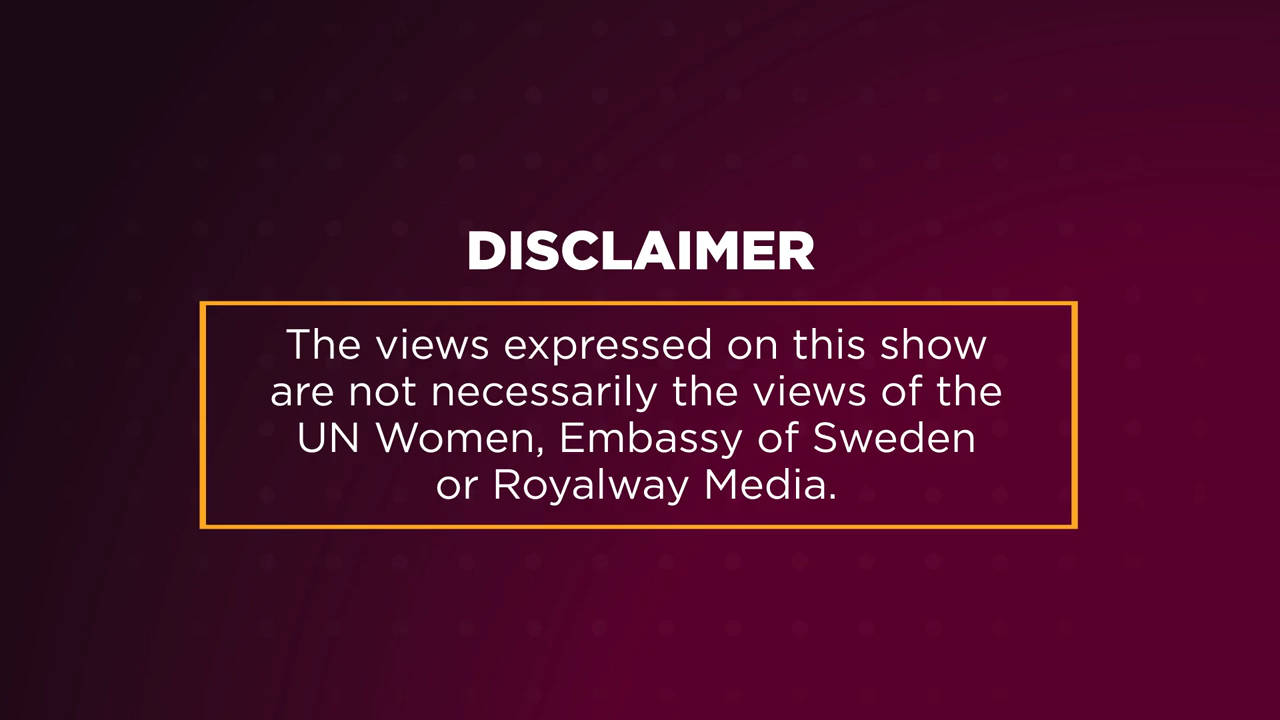 DISCLAIMER
The views expressed on this show
are not necessarily the views of the
UN Women, Embassy of Sweden
or Royalway Media.